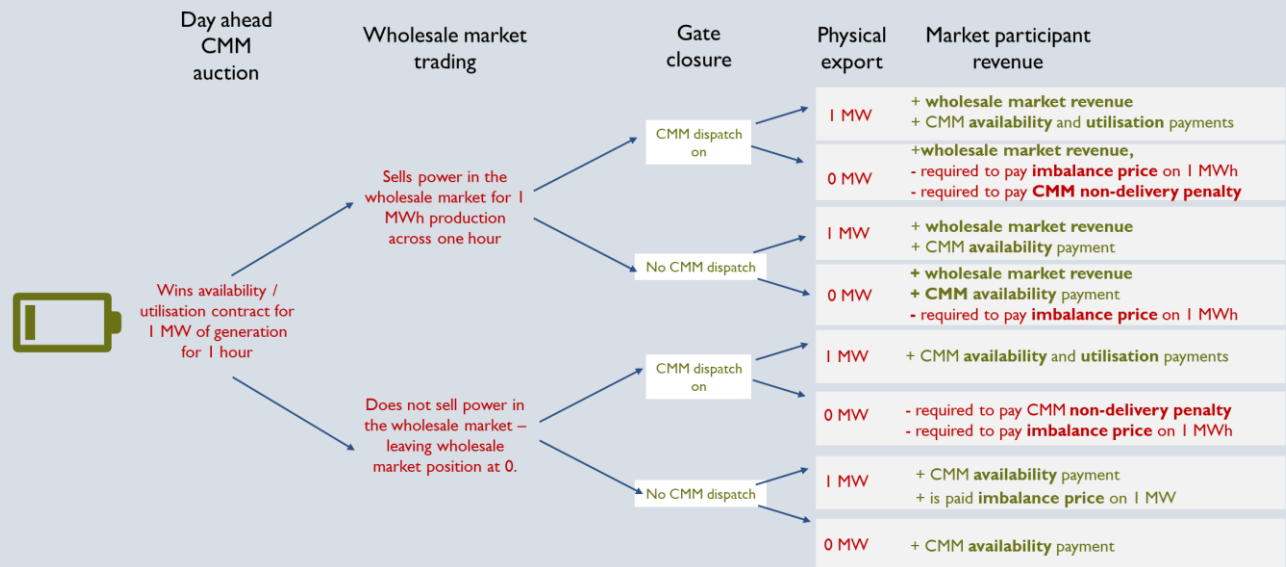 Day ahead
CMM
auction
Wholesale market
trading
Gate
closure
Physical
export
Market participant
revenue
Wins availability /
utilisation contract for
1 MW of generation
for 1 hour
Sells power in the
wholesale market for 1
MWh production
across one hour
Does not sell power in
the wholesale market –
leaving wholesale
market position at 0.
CMM dispatch
on
No CMM dispatch
CMM dispatch
on
No CMM dispatch
1 MW
+ wholesale market revenue
+ CMM availability and utilisation payments
0 MW
+wholesale market revenue,
- required to pay imbalance price on 1 MWh
- required to pay CMM non-delivery penalty
1 MW
+ wholesale market revenue
+ CMM availability payment
0 MW
+ wholesale market revenue
+ CMM availability payment
- required to pay imbalance price on 1 MWh
1 MW
+ CMM availability and utilisation payments
0 MW
- required to pay CMM non-delivery penalty
- required to pay imbalance price on 1 MWh
1 MW
+ CMM availability payment
+ is paid imbalance price on 1 MW
0 MW
+ CMM availability payment